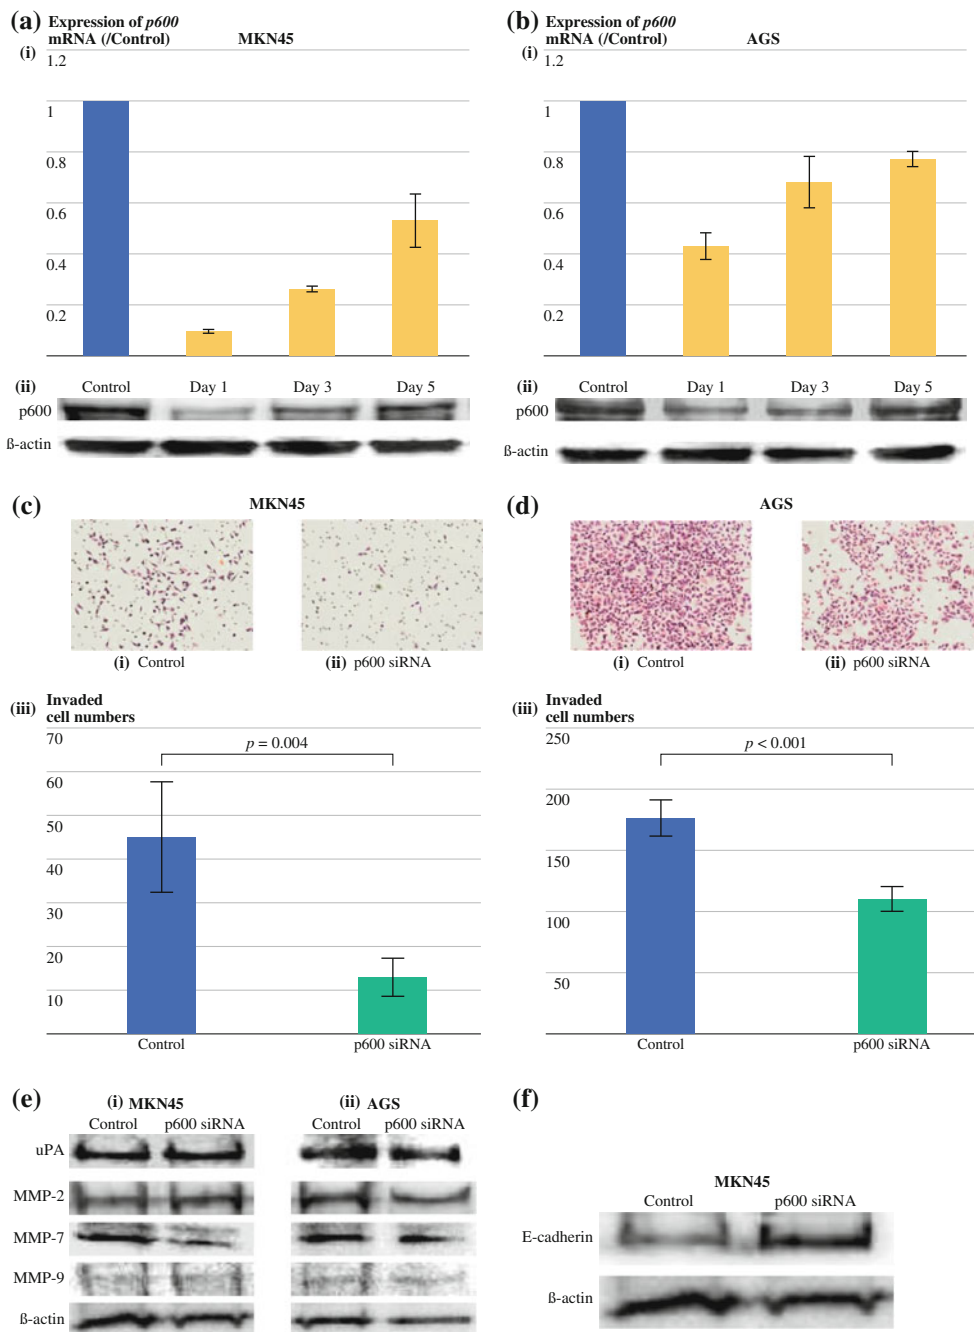 (a) Expression of p600
mRNA (/Control) MKN45
(i)
1.2
1
0.8
0.6
0.4
0.2
(ii) Control Day 1 Day 3 Day 5
p600
ß-actin
(b) Expression of p600
mRNA (/Control) AGS
(i)
1.2
1
0.8
0.6
0.4
0.2
(ii) Control Day 1 Day 3 Day 5
p600
ß-actin
(c) MKN45
(i) Control (ii) p600 siRNA
(iii) Invaded
cell numbers
70
p = 0.004
60
50
40
30
20
10
Control p600 siRNA
(d) AGS
(i) Control (ii) p600 siRNA
(iii) Invaded
cell numbers
250
p < 0.001
200
150
100
50
Control p600 siRNA
(e) (i) MKN45 (ii) AGS
Control p600 siRNA Control p600 siRNA
uPA
MMP-2
MMP-7
MMP-9
ß-actin
(f)
MKN45
Control p600 siRNA
E-cadherin
ß-actin